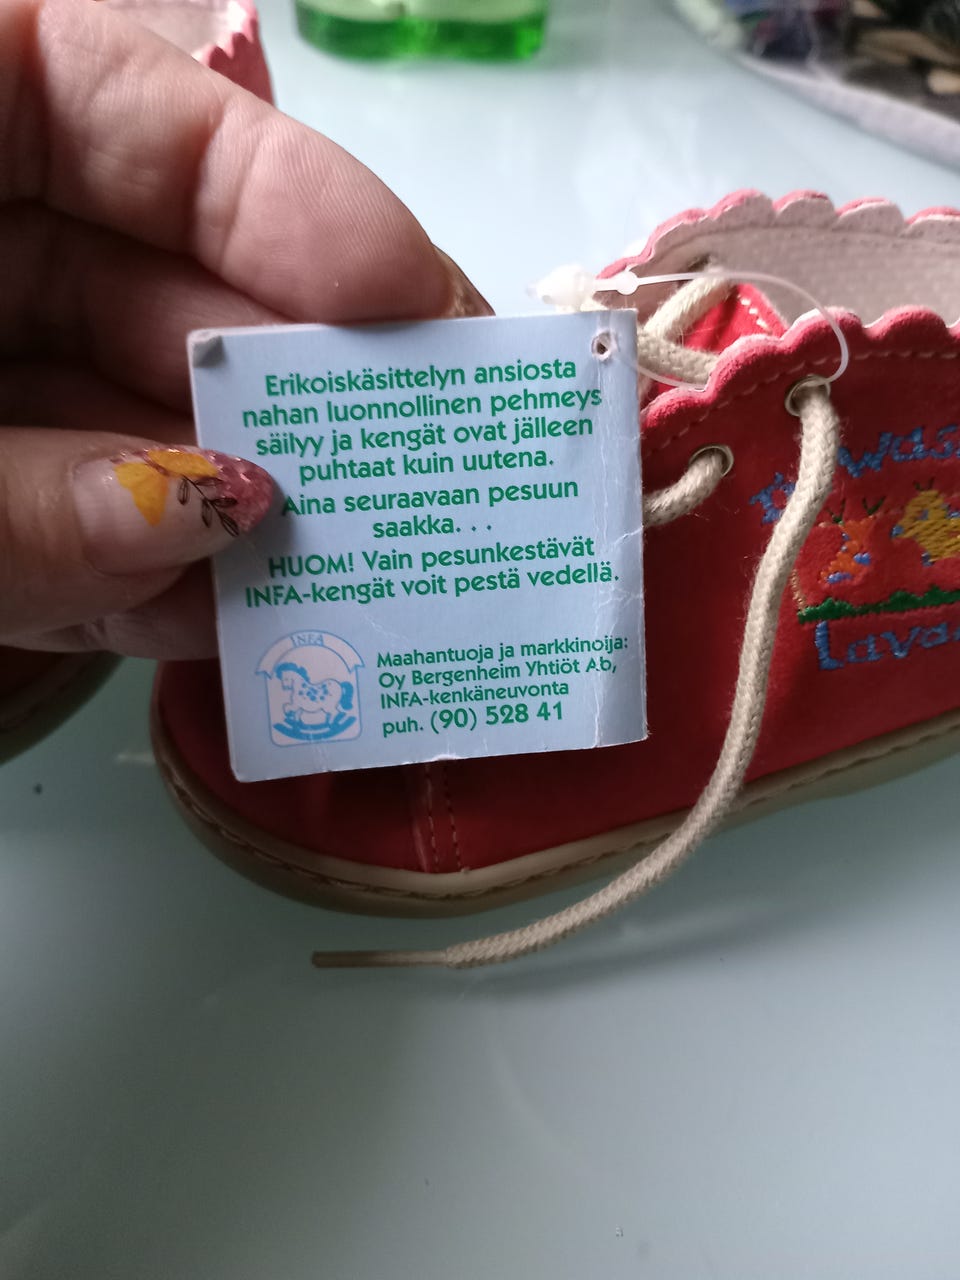 Erikoiskäsittelyn ansiosta
nahan luonnollinen pehmeys
säilyy ja kengät ovat jälleen
puhtaat kuin uutena.
Aina seuraavaan pesuun
saakka. . .
HUOM! Vain pesunkestävät
INFA-kengät voit pestä vedellä.
INFA
Maahantuoja ja markkinoija:
Oy Bergenheim Yhtiöt Ab,
INFA-kenkäneuvonta
puh. (90) 528 41